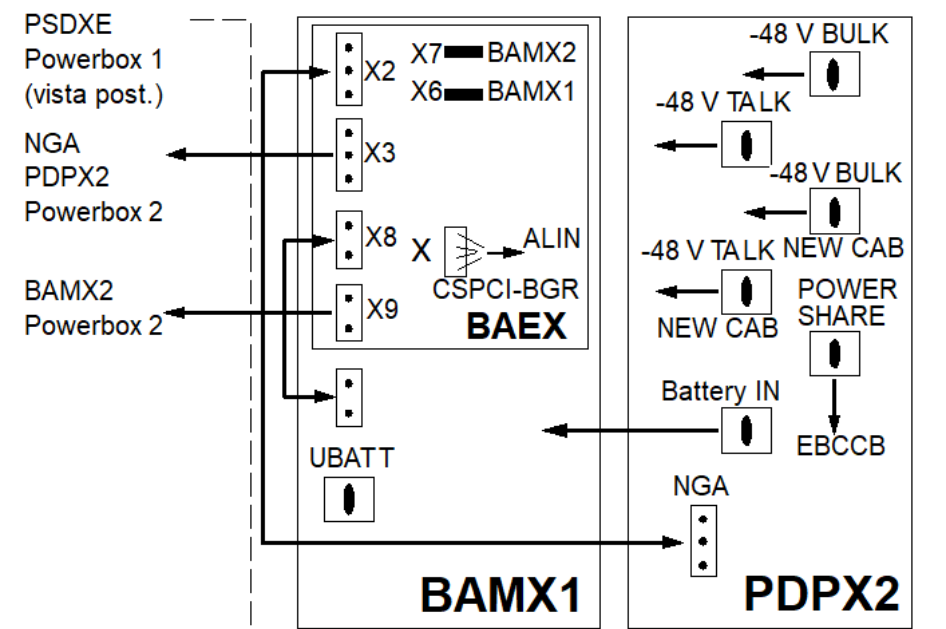 PSDXE
Powerbox 1
(vista post.)
NGA
PDPX2
Powerbox 2
BAMX2
Powerbox 2
X2
X7 BAMX2
X6 BAMX1
X3
X8
X
ALIN
CSPCI-BGR
X9
BAEX
UBATT
BAMX1
-48 V BULK
-48 V TALK
-48 V BULK
NEW CAB
-48 V TALK
NEW CAB
POWER
SHARE
Battery IN
EBCCB
NGA
PDPX2